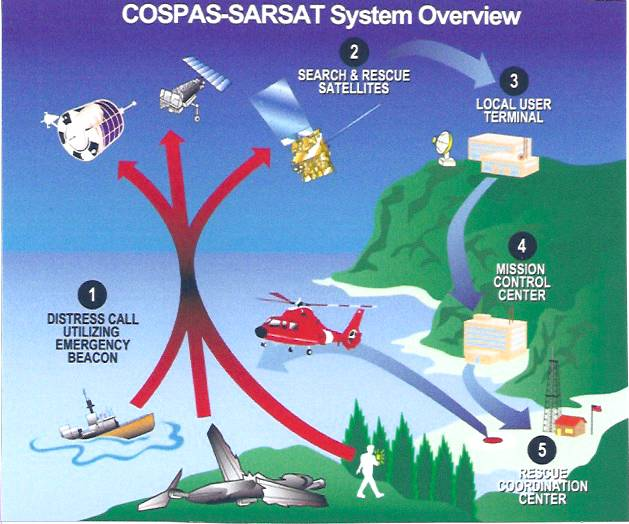 COSPAS-SARSAT System Overview
1
DISTRESS CALL
UTILIZING
EMERGENCY
BEACON
2
SEARCH & RESCUE
SATELLITES
3
LOCAL USER
TERMINAL
4
MISSION
CONTROL
CENTER
5
RESCUE
COORDINATION
CENTER